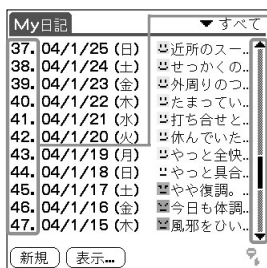 My日記 ▼ すべて
37. 04/1/25 (日) 近所のスー..
38. 04/1/24 (土) せっかくの..
39. 04/1/23 (金) 外周りのつ..
40. 04/1/22 (木) たまってい..
41. 04/1/21 (水) 打ち合せと..
42. 04/1/20 (火) 休んでいた..
43. 04/1/19 (月) やっと全快..
44. 04/1/18 (日) やっと具合..
45. 04/1/17 (土) やや復調。..
46. 04/1/16 (金) 今日も体調..
47. 04/1/15 (木) 風邪をひい..
新規 表示...